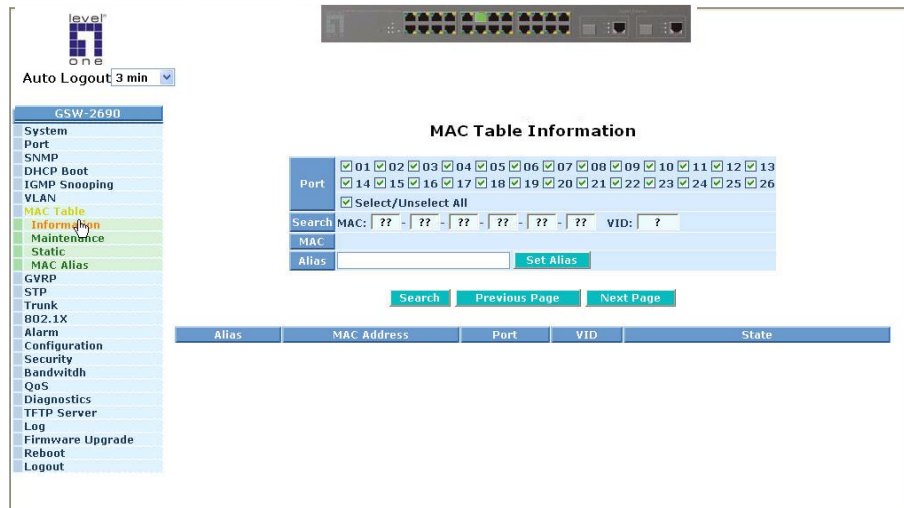 level
one
Auto Logout 3 min
GSW-2690
System
Port
SNMP
DHCP Boot
IGMP Snooping
VLAN
MAC Table
Information
Maintenance
Static
MAC Alias
GVRP
STP
Trunk
802.1X
Alarm
Configuration
Security
Bandwitdh
QoS
Diagnostics
TFTP Server
Log
Firmware Upgrade
Reboot
Logout
MAC Table Information
Port
01 02 03 04 05 06 07 08 09 10 11 12 13
14 15 16 17 18 19 20 21 22 23 24 25 26
Select/Unselect All
Search MAC: ?? - ?? - ?? - ?? - ?? - ?? VID: ?
MAC
Alias Set Alias
Search Previous Page Next Page
Alias MAC Address Port VID State